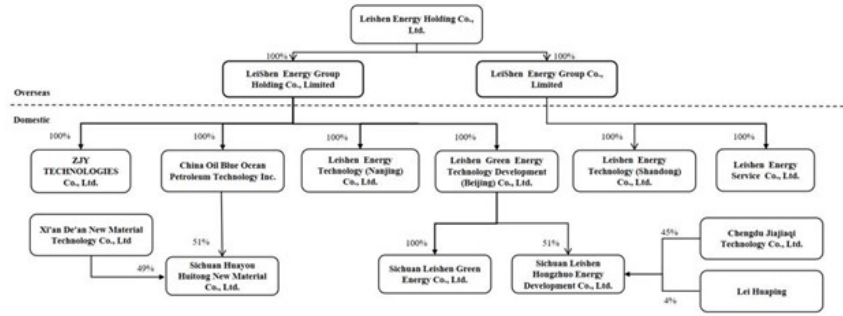 Leishen Energy Holding Co.,
Ltd.
100%
100%
LeiShen Energy Group
Holding Co., Limited
LeiShen Energy Group Co.,
Limited
Overseas
Domestic
100%
100%
100%
100%
100%
100%
ZJY
TECHNOLOGIES
Co., Ltd.
China Oil Blue Ocean
Petroleum Technology Inc.
Leishen Energy
Technology (Nanjing)
Co., Ltd.
Leishen Green Energy
Technology Development
(Beijing) Co., Ltd.
Leishen Energy
Technology (Shandong)
Co., Ltd.
Leishen Energy
Service Co., Ltd.
Xi'an De'an New Material
Technology Co., Ltd
51%
49%
Sichuan Huayou
Huitong New Material
Co., Ltd.
100%
Sichuan Leishen Green
Energy Co., Ltd.
51%
Sichuan Leishen
Hongzhuo Energy
Development Co., Ltd.
45%
Chengdu Jiajiaqi
Technology Co., Ltd.
4%
Lei Huaping